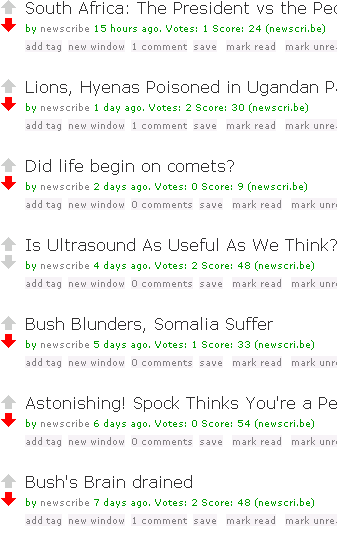 South Africa: The President vs the Peo
by newscribe 15 hours ago. Votes: 1 Score: 24 (newscri.be)
add tag new window 1 comment save mark read mark unre
Lions, Hyenas Poisoned in Ugandan Pa
by newscribe 1 day ago. Votes: 2 Score: 30 (newscri.be)
add tag new window 1 comment save mark read mark unre
Did life begin on comets?
by newscribe 2 days ago. Votes: 0 Score: 9 (newscri.be)
add tag new window 0 comments save mark read mark
Is Ultrasound As Useful As We Think?
by newscribe 4 days ago. Votes: 2 Score: 48 (newscri.be)
add tag new window 0 comments save mark read mark
Bush Blunders, Somalia Suffer
by newscribe 5 days ago. Votes: 1 Score: 33 (newscri.be)
add tag new window 0 comments save mark read mark unre
Astonishing! Spock Thinks You're a Pe
by newscribe 6 days ago. Votes: 0 Score: 54 (newscri.be)
add tag new window 0 comments save mark read mark
Bush's Brain drained
by newscribe 7 days ago. Votes: 2 Score: 48 (newscri.be)
add tag new window 1 comment save mark read mark unre